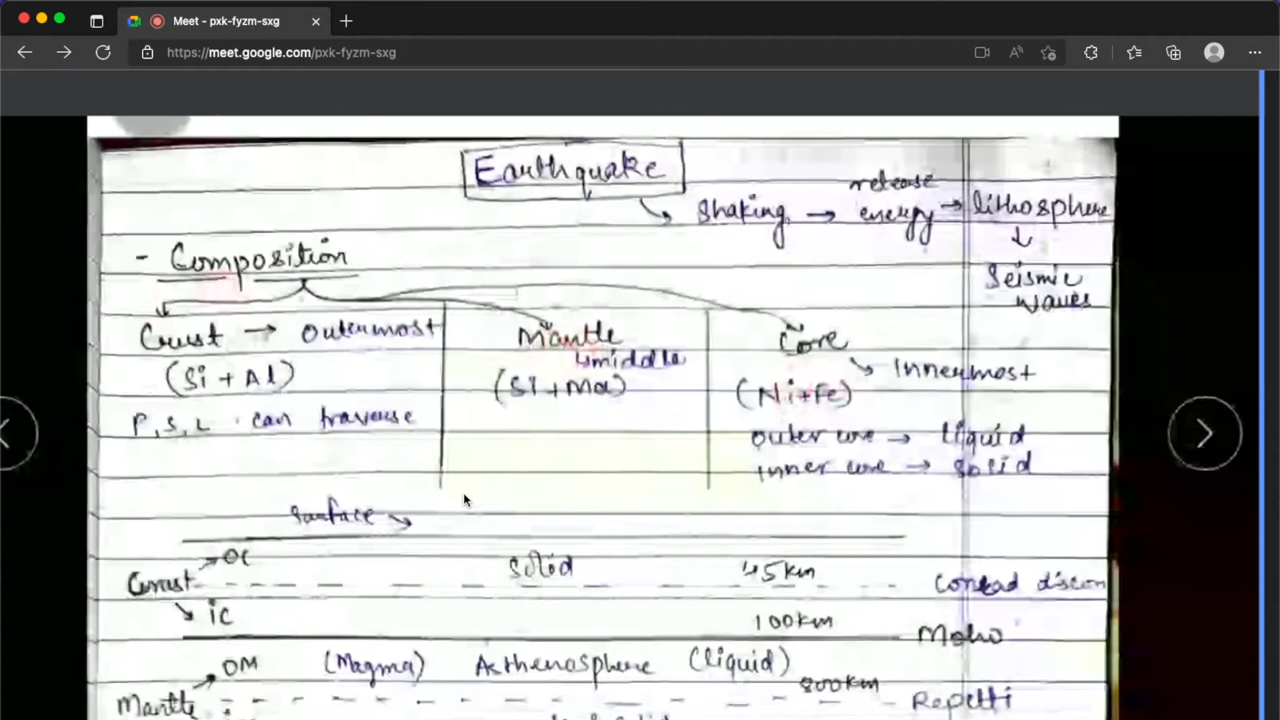 Meet - pxk-fyzm-sxg
https://meet.google.com/pxk-fyzm-sxg
Earthquake
shaking → release energy → lithosphere
↓
Seismic waves
- Composition
Crust → outermost
(Si + Al)
P, S, L can traverse
Mantle
middle
(Si + Ma)
Core
Innermost
(Ni+Fe)
outer core → liquid
inner core → solid
surface
Crust
OC
solid
45km
Conrad discon
ic
100km
Moho
OM (Magma) Asthenosphere (liquid)
800km
Mantle
Repetti